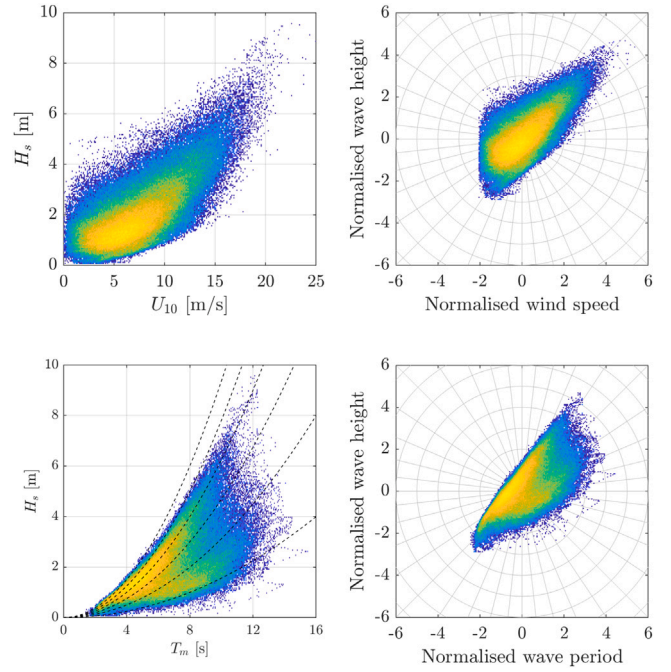 10
8
6
4
2
0
H_s [m]
0 5 10 15 20 25
U_10 [m/s]
6
4
2
0
-2
-4
-6
Normalised wave height
-6 -4 -2 0 2 4 6
Normalised wind speed
10
8
6
4
2
0
H_s [m]
0 4 8 12 16
T_m [s]
6
4
2
0
-2
-4
-6
Normalised wave height
-6 -4 -2 0 2 4 6
Normalised wave period